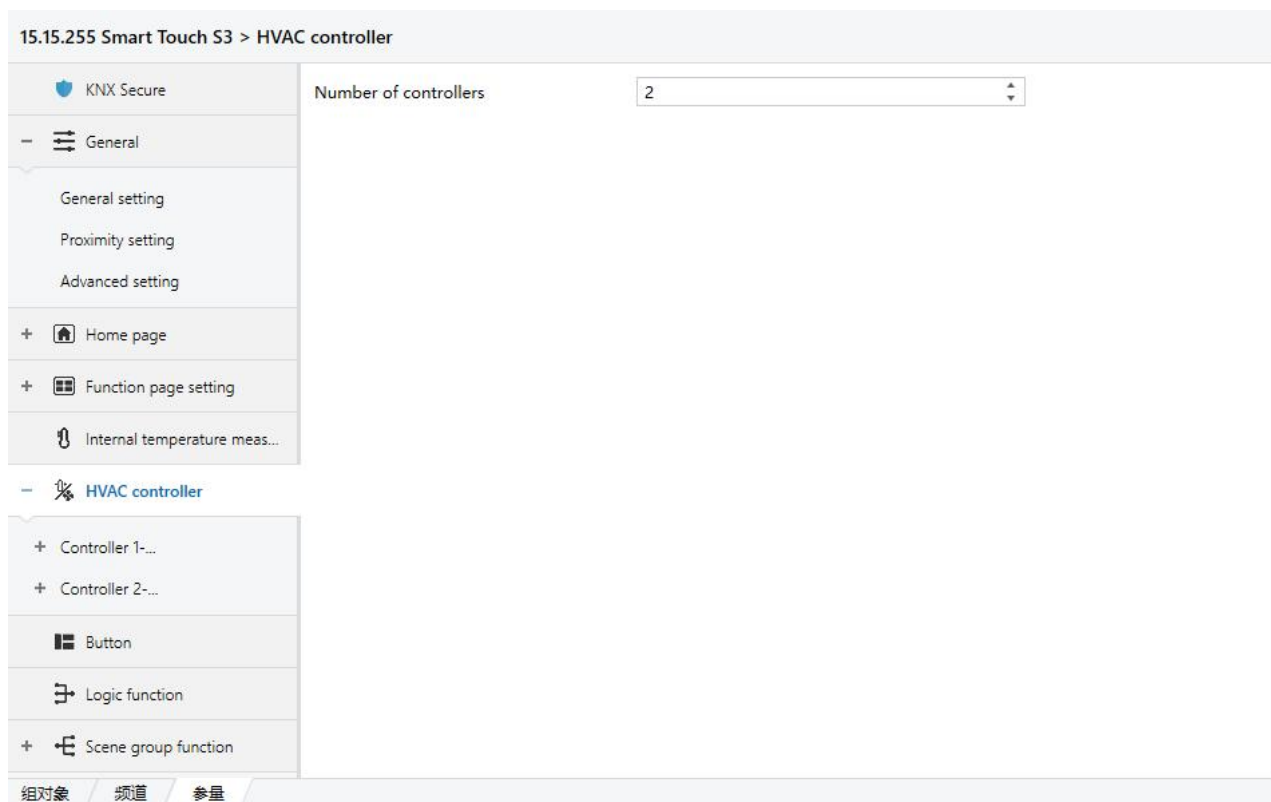 15.15.255 Smart Touch S3 > HVAC controller
KNX Secure
Number of controllers
2
General
General setting
Proximity setting
Advanced setting
Home page
Function page setting
Internal temperature meas...
HVAC controller
Controller 1-...
Controller 2-...
Button
Logic function
Scene group function
组对象
频道
参量